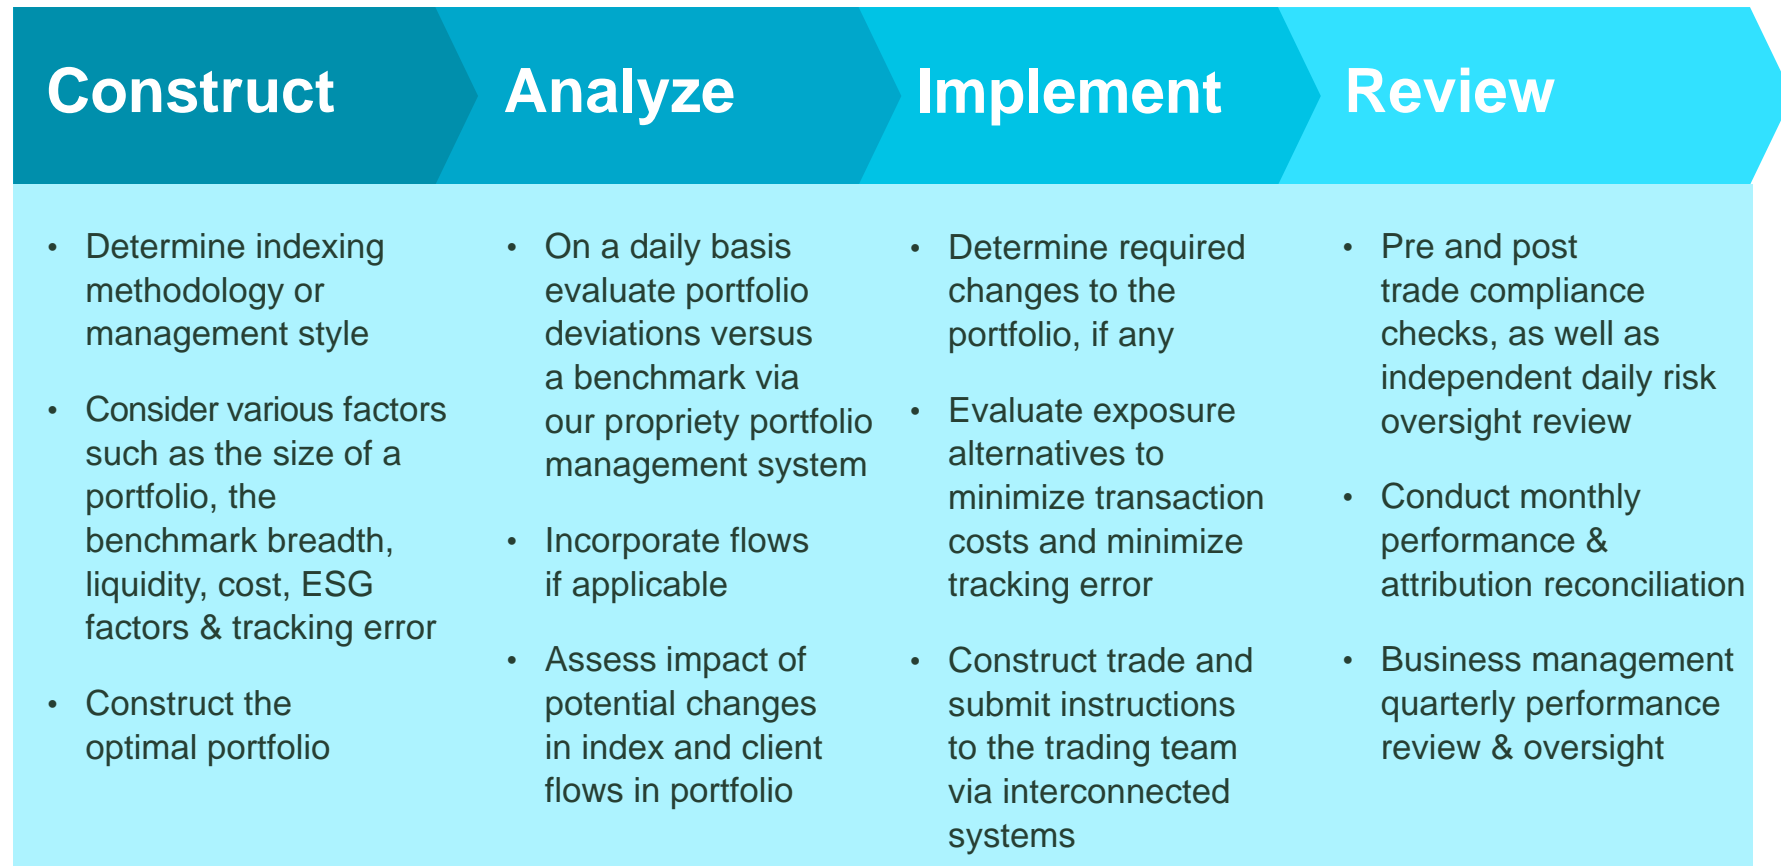 Construct
Analyze
Implement
Review
• Determine indexing
methodology or
management style
• Consider various factors
such as the size of a
portfolio, the
benchmark breadth,
liquidity, cost, ESG
factors & tracking error
• Construct the
optimal portfolio
• On a daily basis
evaluate portfolio
deviations versus
a benchmark via
our propriety portfolio
management system
• Incorporate flows
if applicable
• Assess impact of
potential changes
in index and client
flows in portfolio
• Determine required
changes to the
portfolio, if any
• Evaluate exposure
alternatives to
minimize transaction
costs and minimize
tracking error
• Construct trade and
submit instructions
to the trading team
via interconnected
systems
• Pre and post
trade compliance
checks, as well as
independent daily risk
oversight review
• Conduct monthly
performance &
attribution reconciliation
• Business management
quarterly performance
review & oversight